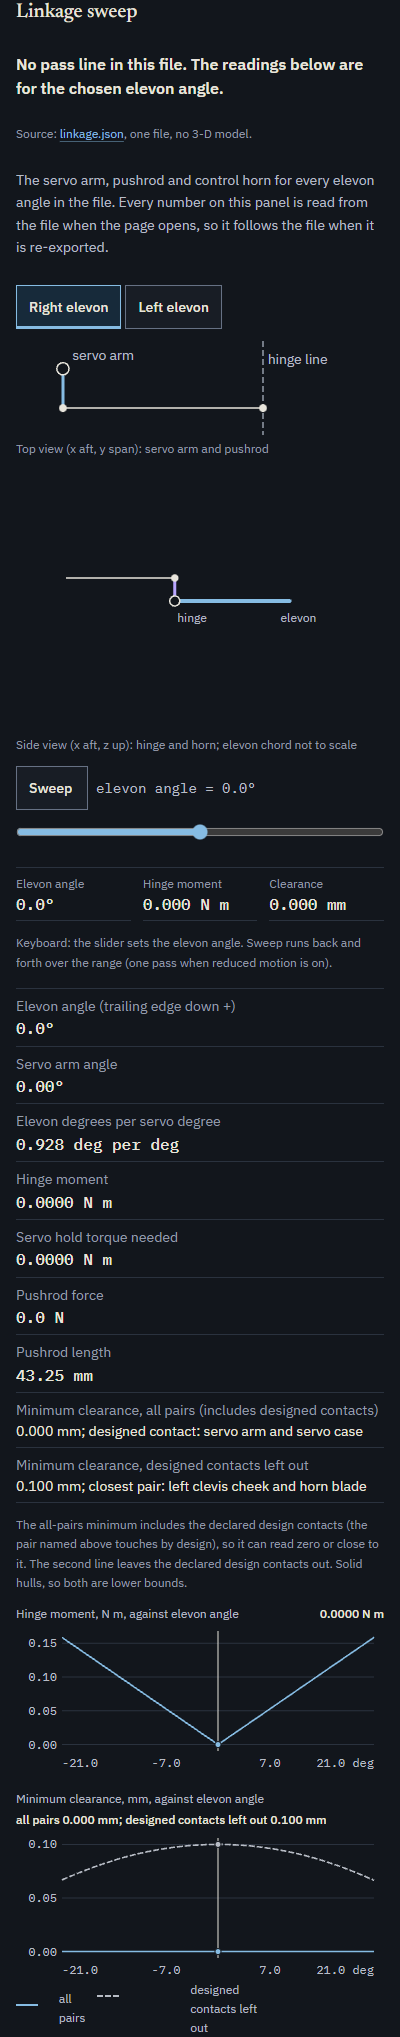 Linkage sweep
No pass line in this file. The readings below are
for the chosen elevon angle.
Source: linkage.json, one file, no 3-D model.
The servo arm, pushrod and control horn for every elevon
angle in the file. Every number on this panel is read from
the file when the page opens, so it follows the file when it
is re-exported.
Right elevon
Left elevon
servo arm
hinge line
Top view (x aft, y span): servo arm and pushrod
hinge
elevon
Side view (x aft, z up): hinge and horn; elevon chord not to scale
Sweep
elevon angle = 0.0°
Elevon angle
Hinge moment
Clearance
0.0°
0.000 N m
0.000 mm
Keyboard: the slider sets the elevon angle. Sweep runs back and
forth over the range (one pass when reduced motion is on).
Elevon angle (trailing edge down +)
0.0°
Servo arm angle
0.00°
Elevon degrees per servo degree
0.928 deg per deg
Hinge moment
0.0000 N m
Servo hold torque needed
0.0000 N m
Pushrod force
0.0 N
Pushrod length
43.25 mm
Minimum clearance, all pairs (includes designed contacts)
0.000 mm; designed contact: servo arm and servo case
Minimum clearance, designed contacts left out
0.100 mm; closest pair: left clevis cheek and horn blade
The all-pairs minimum includes the declared design contacts (the
pair named above touches by design), so it can read zero or close to
it. The second line leaves the declared design contacts out. Solid
hulls, so both are lower bounds.
Hinge moment, N m, against elevon angle
0.0000 N m
0.15
0.10
0.05
0.00
-21.0
-7.0
7.0
21.0 deg
Minimum clearance, mm, against elevon angle
all pairs 0.000 mm; designed contacts left out 0.100 mm
0.10
0.05
0.00
-21.0
-7.0
7.0
21.0 deg
all
pairs
designed
contacts left
out